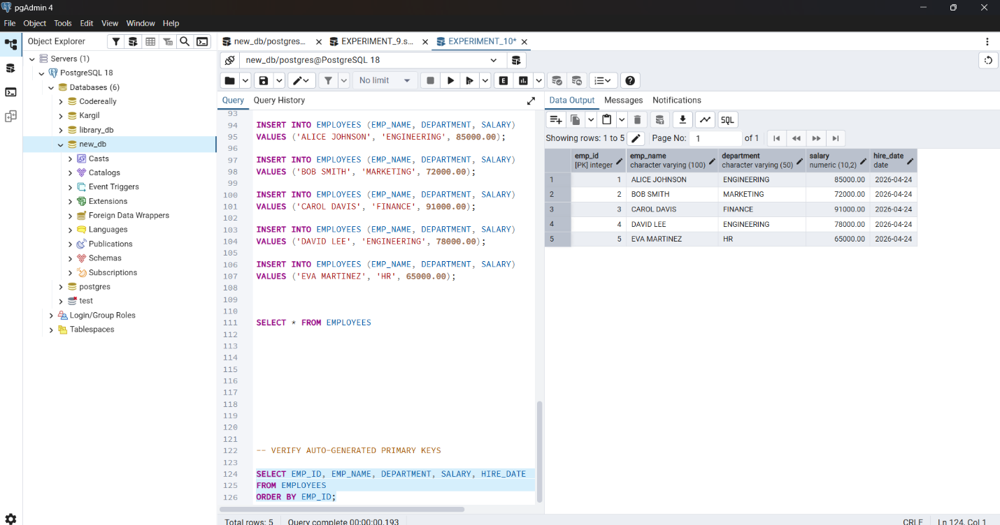 pgAdmin 4
File Object Tools Edit View Window Help
Object Explorer
Servers (1)
PostgreSQL 18
Databases (6)
Codereally
Kargil
library_db
new_db
Casts
Catalogs
Event Triggers
Extensions
Foreign Data Wrappers
Languages
Publications
Schemas
Subscriptions
postgres
test
Login/Group Roles
Tablespaces
new_db/postgres... EXPERIMENT_9.s... EXPERIMENT_10*
new_db/postgres@PostgreSQL 18
No limit E
Query Query History
93
94 INSERT INTO EMPLOYEES (EMP_NAME, DEPARTMENT, SALARY)
95 VALUES ('ALICE JOHNSON', 'ENGINEERING', 85000.00);
96
97 INSERT INTO EMPLOYEES (EMP_NAME, DEPARTMENT, SALARY)
98 VALUES ('BOB SMITH', 'MARKETING', 72000.00);
99
100 INSERT INTO EMPLOYEES (EMP_NAME, DEPARTMENT, SALARY)
101 VALUES ('CAROL DAVIS', 'FINANCE', 91000.00);
102
103 INSERT INTO EMPLOYEES (EMP_NAME, DEPARTMENT, SALARY)
104 VALUES ('DAVID LEE', 'ENGINEERING', 78000.00);
105
106 INSERT INTO EMPLOYEES (EMP_NAME, DEPARTMENT, SALARY)
107 VALUES ('EVA MARTINEZ', 'HR', 65000.00);
108
109
110
111 SELECT * FROM EMPLOYEES
112
113
114
115
116
117
118
119
120
121
122 -- VERIFY AUTO-GENERATED PRIMARY KEYS
123
124 SELECT EMP_ID, EMP_NAME, DEPARTMENT, SALARY, HIRE_DATE
125 FROM EMPLOYEES
126 ORDER BY EMP_ID;
Data Output Messages Notifications
SQL
Showing rows: 1 to 5 Page No: 1 of 1
emp_id emp_name department salary hire_date
[PK] integer character varying (100) character varying (50) numeric (10,2) date
1 1 ALICE JOHNSON ENGINEERING 85000.00 2026-04-24
2 2 BOB SMITH MARKETING 72000.00 2026-04-24
3 3 CAROL DAVIS FINANCE 91000.00 2026-04-24
4 4 DAVID LEE ENGINEERING 78000.00 2026-04-24
5 5 EVA MARTINEZ HR 65000.00 2026-04-24
Total rows: 5 Query complete 00:00:00.193 CRLF Ln 124, Col 1